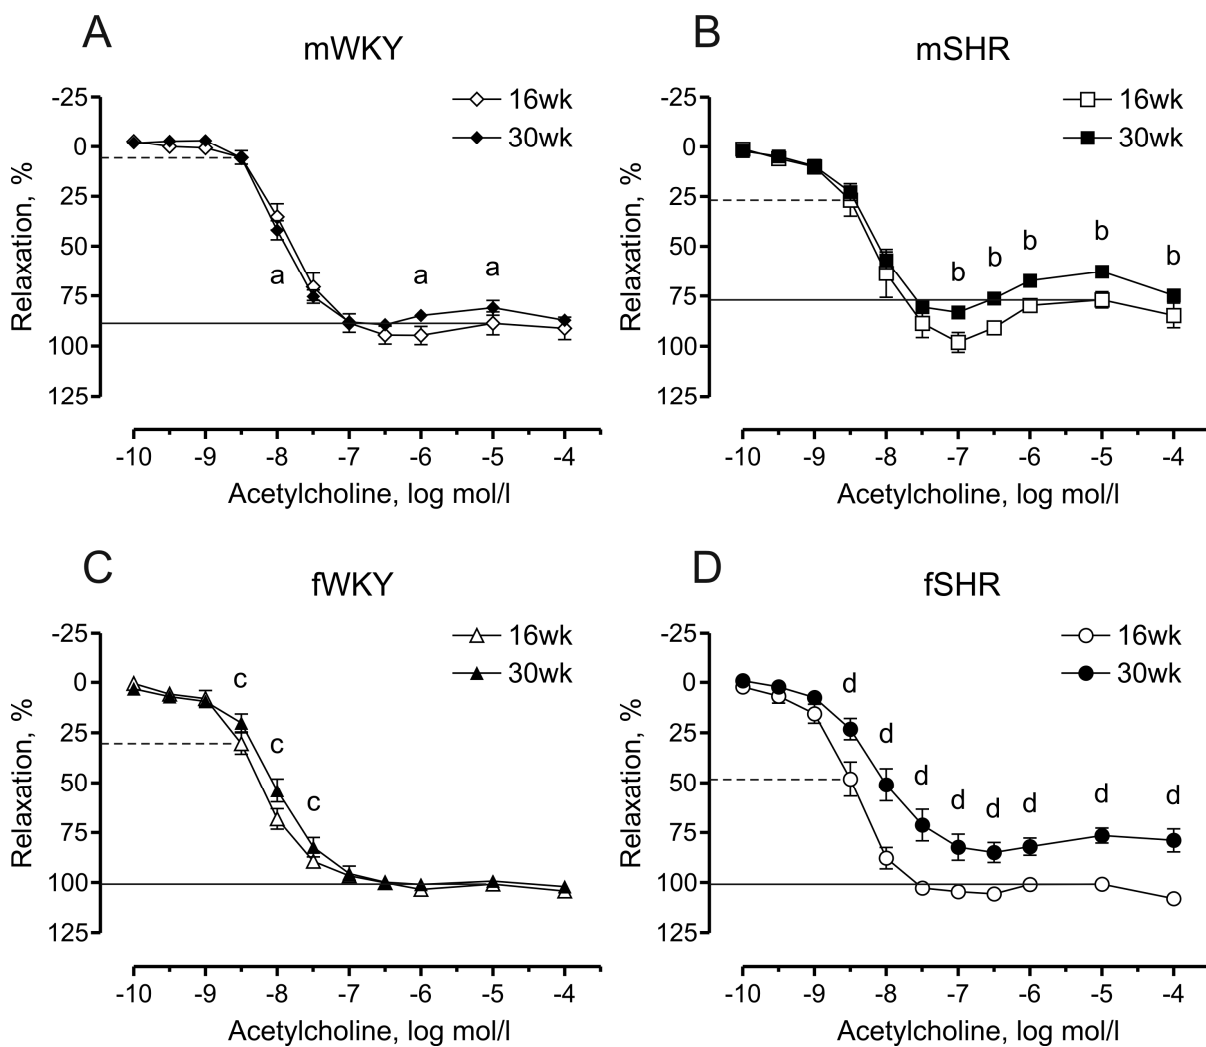 A
mWKY
16wk
30wk
-25
0
25
50
75
100
125
Relaxation, %
a a a
-10 -9 -8 -7 -6 -5 -4
Acetylcholine, log mol/l
B
mSHR
16wk
30wk
-25
0
25
50
75
100
125
Relaxation, %
b b b b b
-10 -9 -8 -7 -6 -5 -4
Acetylcholine, log mol/l
C
fWKY
16wk
30wk
-25
0
25
50
75
100
125
Relaxation, %
c
c
c
-10 -9 -8 -7 -6 -5 -4
Acetylcholine, log mol/l
D
fSHR
16wk
30wk
-25
0
25
50
75
100
125
Relaxation, %
d
d
d d d d d d
-10 -9 -8 -7 -6 -5 -4
Acetylcholine, log mol/l